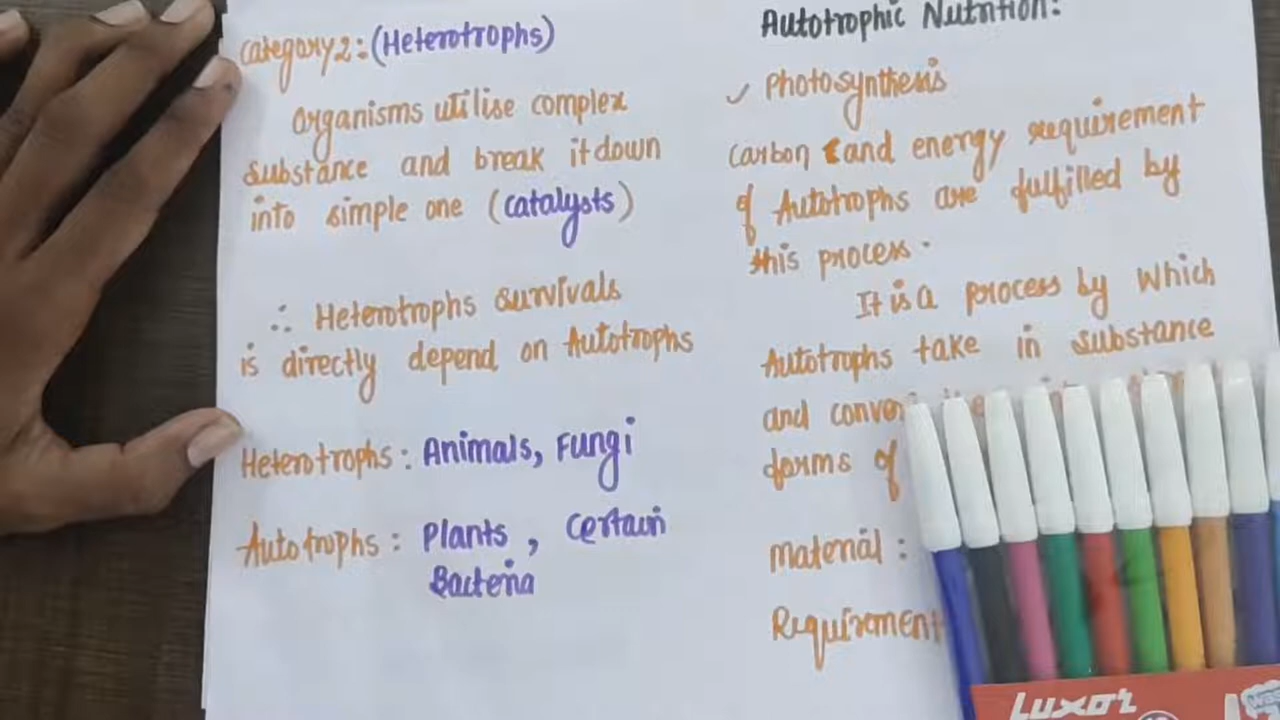 Category 2: (Heterotrophs)
Organisms utilise complex
substance and break it down
into simple one (catalysts)
∴ Heterotrophs survivals
is directly depend on Autotrophs
Heterotrophs: Animals, Fungi
Autotrophs: Plants, Certain
Bacteria
Autotrophic Nutrition:
✓ Photosynthesis
Carbon and energy requirement
of Autotrophs are fulfilled by
this process.
It is a process by which
Autotrophs take in substance
and
forms of
Material:
Requirement
Luxor